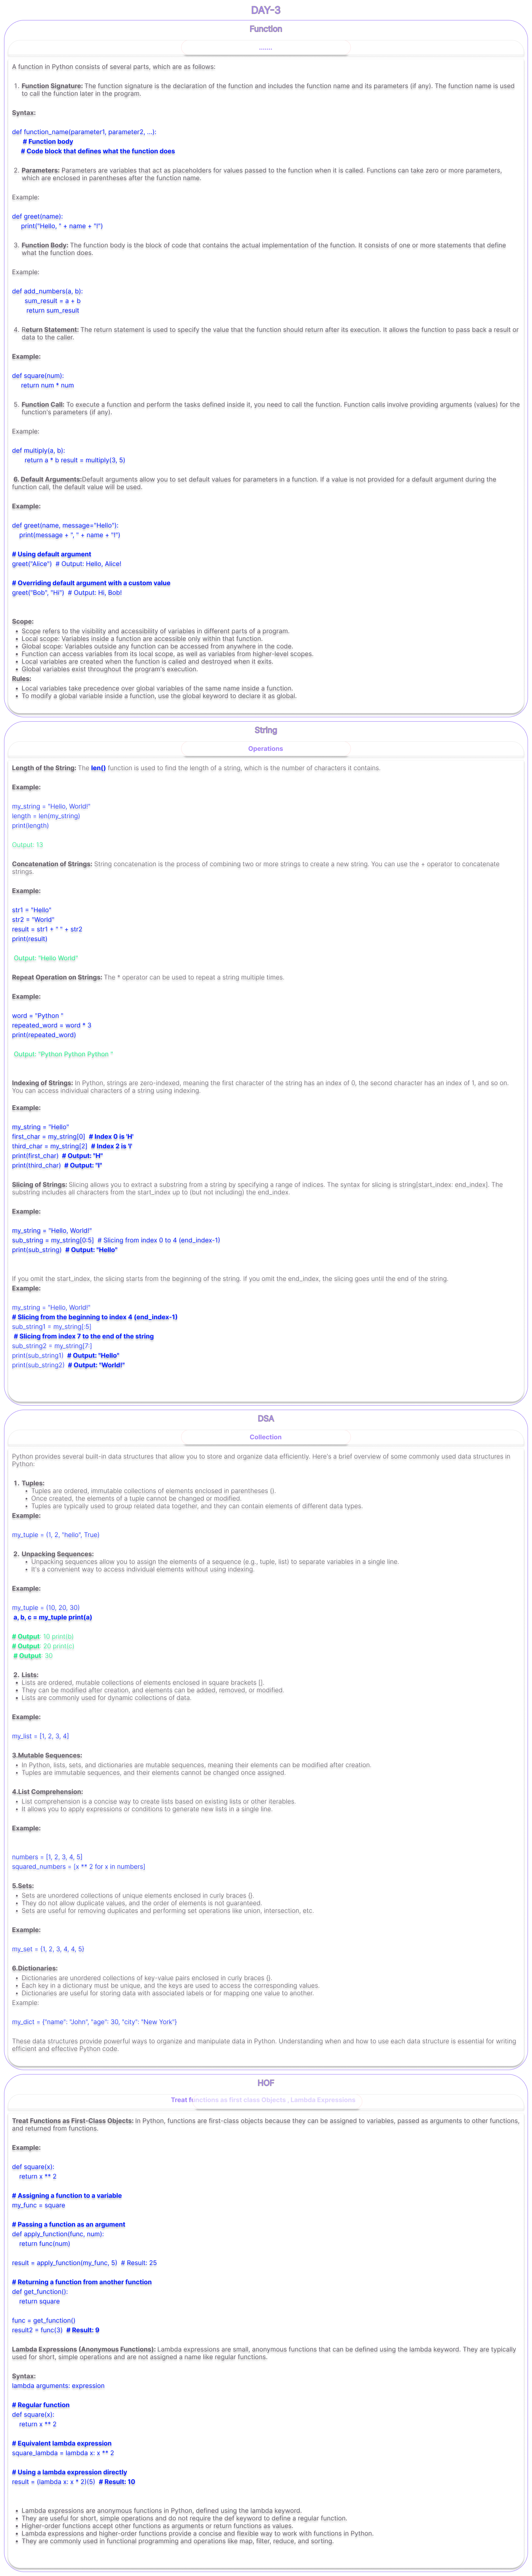 DAY-3
Function
.......
A function in Python consists of several parts, which are as follows:
1. Function Signature: The function signature is the declaration of the function and includes the function name and its parameters (if any). The function name is used
to call the function later in the program.
Syntax:
def function_name(parameter1, parameter2, ...):
# Function body
# Code block that defines what the function does
2. Parameters: Parameters are variables that act as placeholders for values passed to the function when it is called. Functions can take zero or more parameters,
which are enclosed in parentheses after the function name.
Example:
def greet(name):
print("Hello, " + name + "!")
3. Function Body: The function body is the block of code that contains the actual implementation of the function. It consists of one or more statements that define
what the function does.
Example:
def add_numbers(a, b):
sum_result = a + b
return sum_result
4. Return Statement: The return statement is used to specify the value that the function should return after its execution. It allows the function to pass back a result or
data to the caller.
Example:
def square(num):
return num * num
5. Function Call: To execute a function and perform the tasks defined inside it, you need to call the function. Function calls involve providing arguments (values) for the
function's parameters (if any).
Example:
def multiply(a, b):
return a * b result = multiply(3, 5)
6. Default Arguments:Default arguments allow you to set default values for parameters in a function. If a value is not provided for a default argument during the
function call, the default value will be used.
Example:
def greet(name, message="Hello"):
print(message + ", " + name + "!")
# Using default argument
greet("Alice") # Output: Hello, Alice!
# Overriding default argument with a custom value
greet("Bob", "Hi") # Output: Hi, Bob!
Scope:
• Scope refers to the visibility and accessibility of variables in different parts of a program.
• Local scope: Variables inside a function are accessible only within that function.
• Global scope: Variables outside any function can be accessed from anywhere in the code.
• Function can access variables from its local scope, as well as variables from higher-level scopes.
• Local variables are created when the function is called and destroyed when it exits.
• Global variables exist throughout the program's execution.
Rules:
• Local variables take precedence over global variables of the same name inside a function.
• To modify a global variable inside a function, use the global keyword to declare it as global.
String
Operations
Length of the String: The len() function is used to find the length of a string, which is the number of characters it contains.
Example:
my_string = "Hello, World!"
length = len(my_string)
print(length)
Output: 13
Concatenation of Strings: String concatenation is the process of combining two or more strings to create a new string. You can use the + operator to concatenate
strings.
Example:
str1 = "Hello"
str2 = "World"
result = str1 + " " + str2
print(result)
Output: "Hello World"
Repeat Operation on Strings: The * operator can be used to repeat a string multiple times.
Example:
word = "Python "
repeated_word = word * 3
print(repeated_word)
Output: "Python Python Python "
Indexing of Strings: In Python, strings are zero-indexed, meaning the first character of the string has an index of 0, the second character has an index of 1, and so on.
You can access individual characters of a string using indexing.
Example:
my_string = "Hello"
first_char = my_string[0] # Index 0 is 'H'
third_char = my_string[2] # Index 2 is 'l'
print(first_char) # Output: "H"
print(third_char) # Output: "l"
Slicing of Strings: Slicing allows you to extract a substring from a string by specifying a range of indices. The syntax for slicing is string[start_index: end_index]. The
substring includes all characters from the start_index up to (but not including) the end_index.
Example:
my_string = "Hello, World!"
sub_string = my_string[0:5] # Slicing from index 0 to 4 (end_index-1)
print(sub_string) # Output: "Hello"
If you omit the start_index, the slicing starts from the beginning of the string. If you omit the end_index, the slicing goes until the end of the string.
Example:
my_string = "Hello, World!"
# Slicing from the beginning to index 4 (end_index-1)
sub_string1 = my_string[:5]
# Slicing from index 7 to the end of the string
sub_string2 = my_string[7:]
print(sub_string1) # Output: "Hello"
print(sub_string2) # Output: "World!"
DSA
Collection
Python provides several built-in data structures that allow you to store and organize data efficiently. Here's a brief overview of some commonly used data structures in
Python:
1. Tuples:
• Tuples are ordered, immutable collections of elements enclosed in parentheses ().
• Once created, the elements of a tuple cannot be changed or modified.
• Tuples are typically used to group related data together, and they can contain elements of different data types.
Example:
my_tuple = (1, 2, "hello", True)
2. Unpacking Sequences:
• Unpacking sequences allow you to assign the elements of a sequence (e.g., tuple, list) to separate variables in a single line.
• It's a convenient way to access individual elements without using indexing.
Example:
my_tuple = (10, 20, 30)
a, b, c = my_tuple print(a)
# Output: 10 print(b)
# Output: 20 print(c)
# Output: 30
2. Lists:
• Lists are ordered, mutable collections of elements enclosed in square brackets [].
• They can be modified after creation, and elements can be added, removed, or modified.
• Lists are commonly used for dynamic collections of data.
Example:
my_list = [1, 2, 3, 4]
3.Mutable Sequences:
• In Python, lists, sets, and dictionaries are mutable sequences, meaning their elements can be modified after creation.
• Tuples are immutable sequences, and their elements cannot be changed once assigned.
4.List Comprehension:
• List comprehension is a concise way to create lists based on existing lists or other iterables.
• It allows you to apply expressions or conditions to generate new lists in a single line.
Example:
numbers = [1, 2, 3, 4, 5]
squared_numbers = [x ** 2 for x in numbers]
5.Sets:
• Sets are unordered collections of unique elements enclosed in curly braces {}.
• They do not allow duplicate values, and the order of elements is not guaranteed.
• Sets are useful for removing duplicates and performing set operations like union, intersection, etc.
Example:
my_set = {1, 2, 3, 4, 4, 5}
6.Dictionaries:
• Dictionaries are unordered collections of key-value pairs enclosed in curly braces {}.
• Each key in a dictionary must be unique, and the keys are used to access the corresponding values.
• Dictionaries are useful for storing data with associated labels or for mapping one value to another.
Example:
my_dict = {"name": "John", "age": 30, "city": "New York"}
These data structures provide powerful ways to organize and manipulate data in Python. Understanding when and how to use each data structure is essential for writing
efficient and effective Python code.
HOF
Treat functions as first class Objects , Lambda Expressions
Treat Functions as First-Class Objects: In Python, functions are first-class objects because they can be assigned to variables, passed as arguments to other functions,
and returned from functions.
Example:
def square(x):
return x ** 2
# Assigning a function to a variable
my_func = square
# Passing a function as an argument
def apply_function(func, num):
return func(num)
result = apply_function(my_func, 5) # Result: 25
# Returning a function from another function
def get_function():
return square
func = get_function()
result2 = func(3) # Result: 9
Lambda Expressions (Anonymous Functions): Lambda expressions are small, anonymous functions that can be defined using the lambda keyword. They are typically
used for short, simple operations and are not assigned a name like regular functions.
Syntax:
lambda arguments: expression
# Regular function
def square(x):
return x ** 2
# Equivalent lambda expression
square_lambda = lambda x: x ** 2
# Using a lambda expression directly
result = (lambda x: x * 2)(5) # Result: 10
• Lambda expressions are anonymous functions in Python, defined using the lambda keyword.
• They are useful for short, simple operations and do not require the def keyword to define a regular function.
• Higher-order functions accept other functions as arguments or return functions as values.
• Lambda expressions and higher-order functions provide a concise and flexible way to work with functions in Python.
• They are commonly used in functional programming and operations like map, filter, reduce, and sorting.